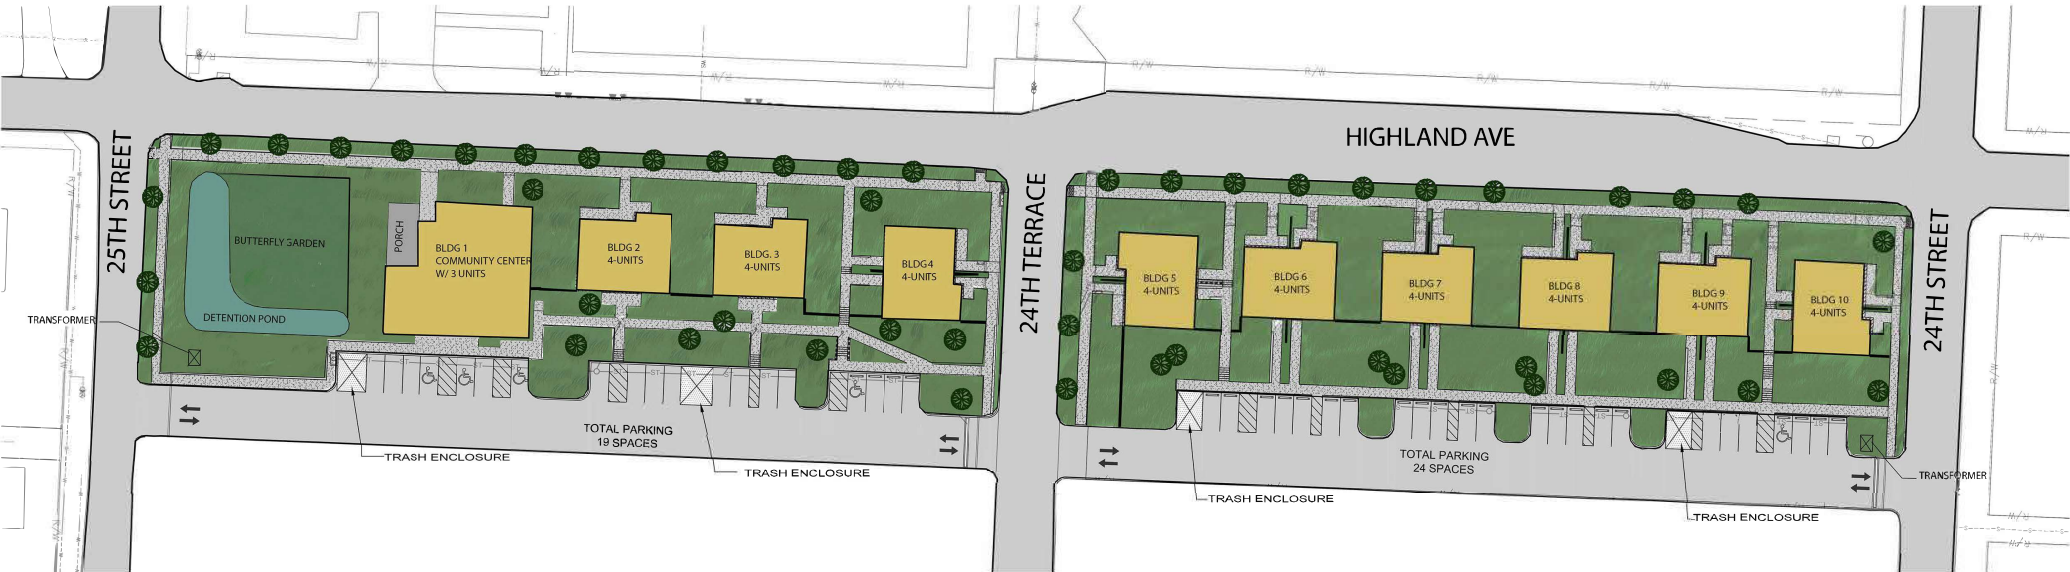 R/W
R/W
R/W
R/W
R/W
R/W
R/W
R/W
R/W
HIGHLAND AVE
25TH STREET
24TH TERRACE
24TH STREET
R/W
R/W
R/W
PORCH
BUTTERFLY GARDEN
DETENTION POND
TRANSFORMER
BLDG 1
COMMUNITY CENTER
W/ 3 UNITS
BLDG 2
4-UNITS
BLDG. 3
4-UNITS
BLDG4
4-UNITS
BLDG 5
4-UNITS
BLDG 6
4-UNITS
BLDG 7
4-UNITS
BLDG 8
4-UNITS
BLDG 9
4-UNITS
BLDG 10
4-UNITS
TOTAL PARKING
19 SPACES
TRASH ENCLOSURE
TRASH ENCLOSURE
TOTAL PARKING
24 SPACES
TRASH ENCLOSURE
TRASH ENCLOSURE
TRANSFORMER
R/W
R/W
R/W
R/W
R/W